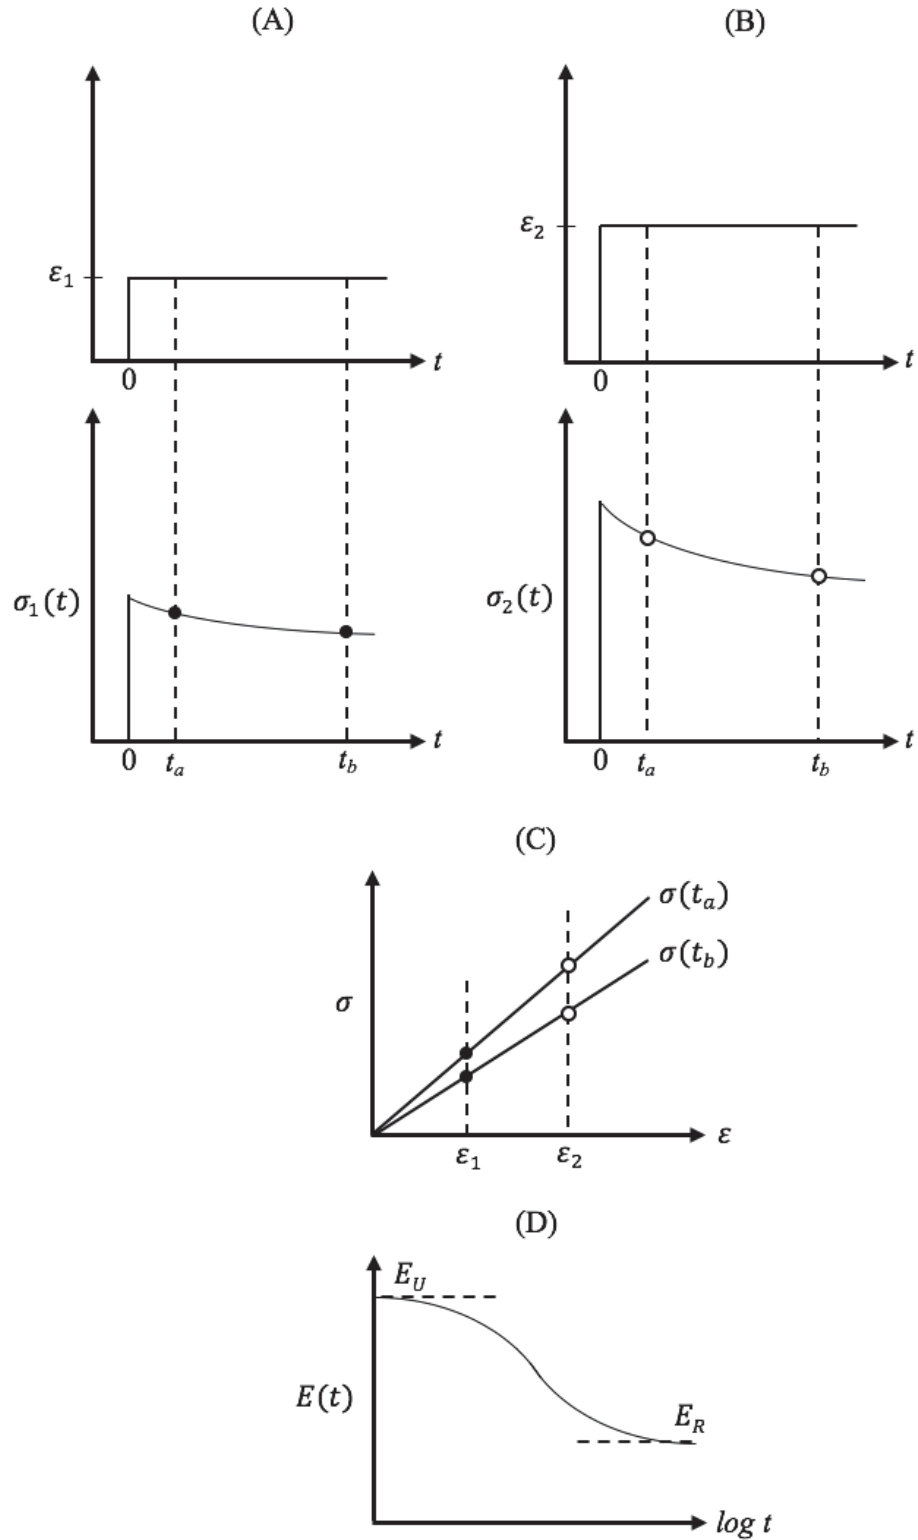 (A)
(B)
ε₁
t
0
ε₂
t
0
σ₁(t)
t
0
tₐ
t_b
σ₂(t)
t
0
tₐ
t_b
(C)
σ(tₐ)
σ(t_b)
σ
ε
ε₁
ε₂
(D)
E_U
E(t)
E_R
log t